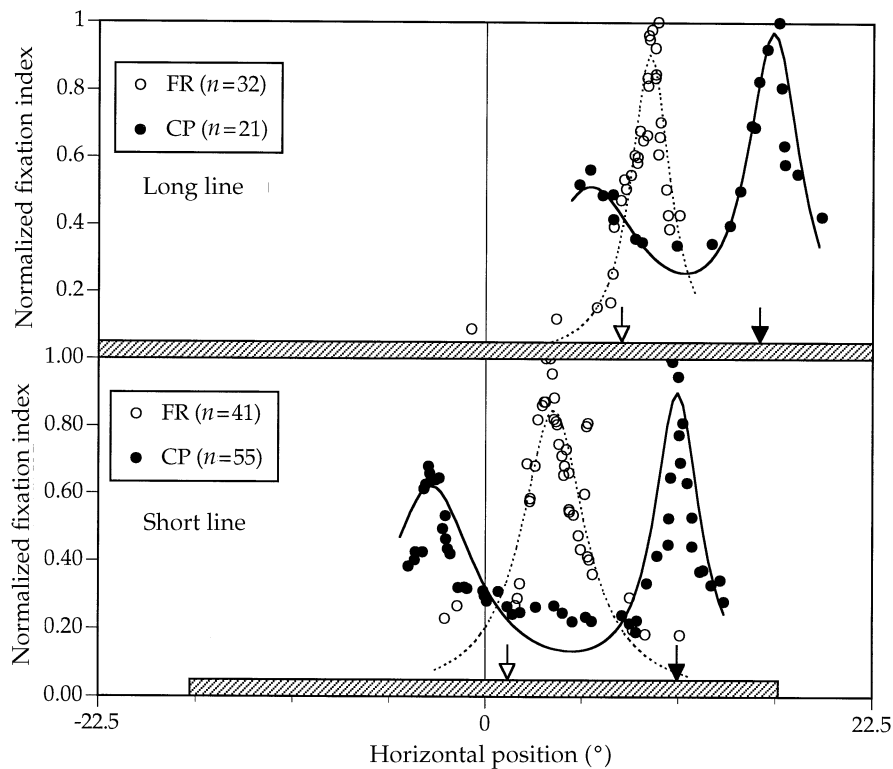 Normalized fixation index
1
0.8
0.6
0.4
0.2
FR (n=32)
CP (n=21)
Long line
Normalized fixation index
1.00
0.80
0.60
0.40
0.20
0.00
FR (n=41)
CP (n=55)
Short line
-22.5
0
22.5
Horizontal position (°)